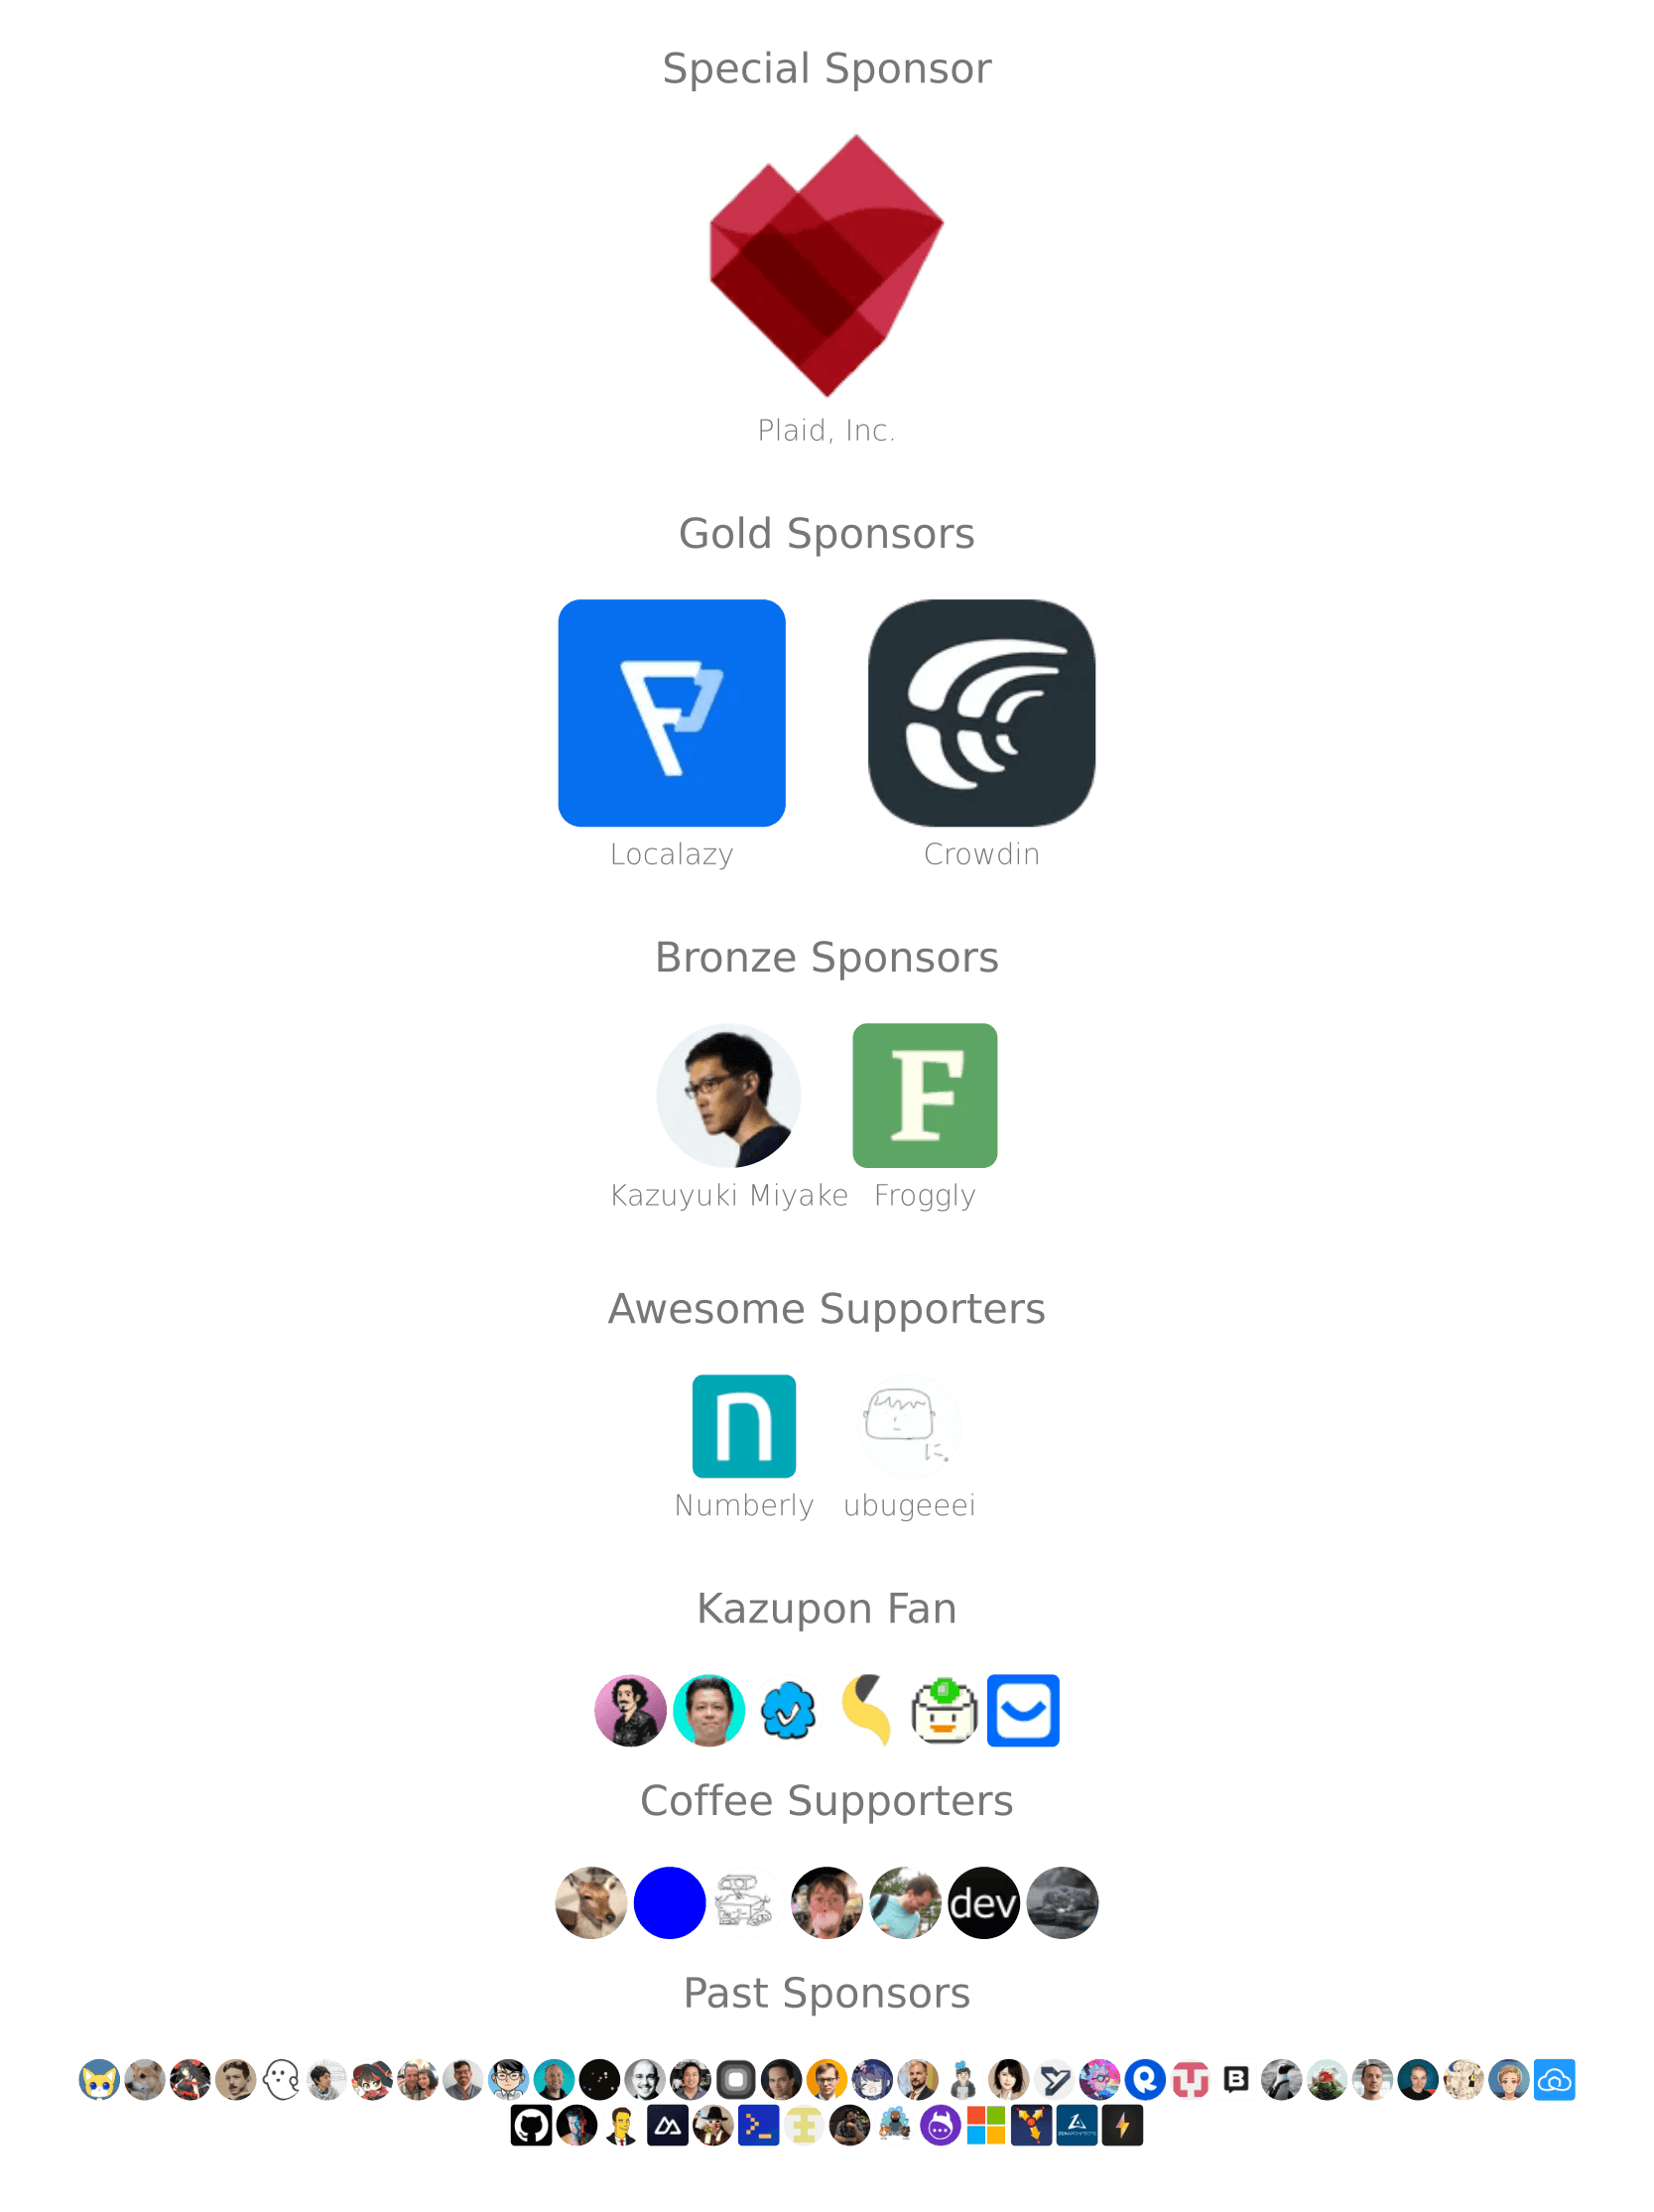 Special Sponsor
Plaid, Inc.
Gold Sponsors
Localazy Crowdin
Bronze Sponsors
F
Kazuyuki Miyake Froggly
Awesome Supporters
n
に。
Numberly ubugeeei
Kazupon Fan
Coffee Supporters
dev
Past Sponsors
B